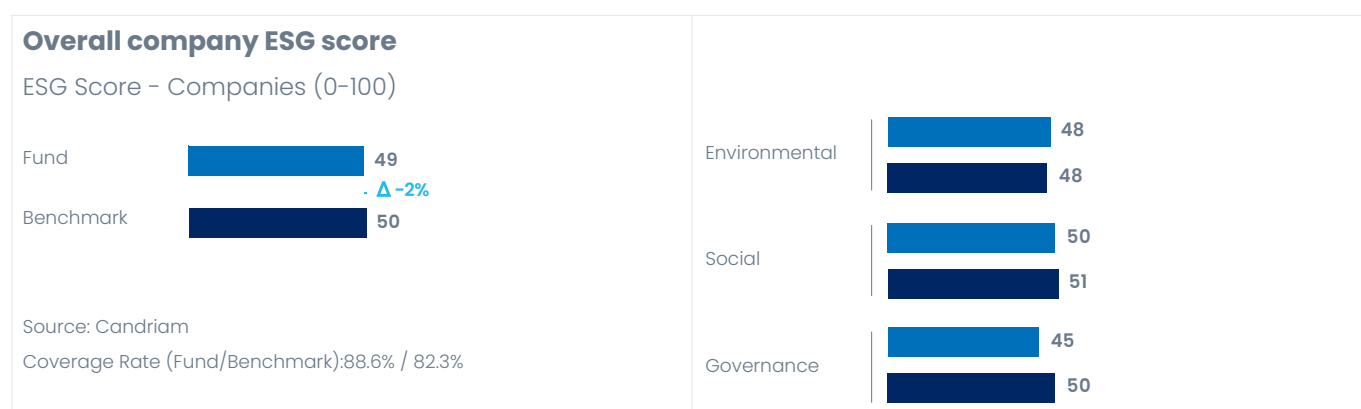 Overall company ESG score
ESG Score - Companies (0-100)
Fund
49
Δ -2%
Benchmark
50
Source: Candriam
Coverage Rate (Fund/Benchmark):88.6% / 82.3%
Environmental
48
48
Social
50
51
Governance
45
50